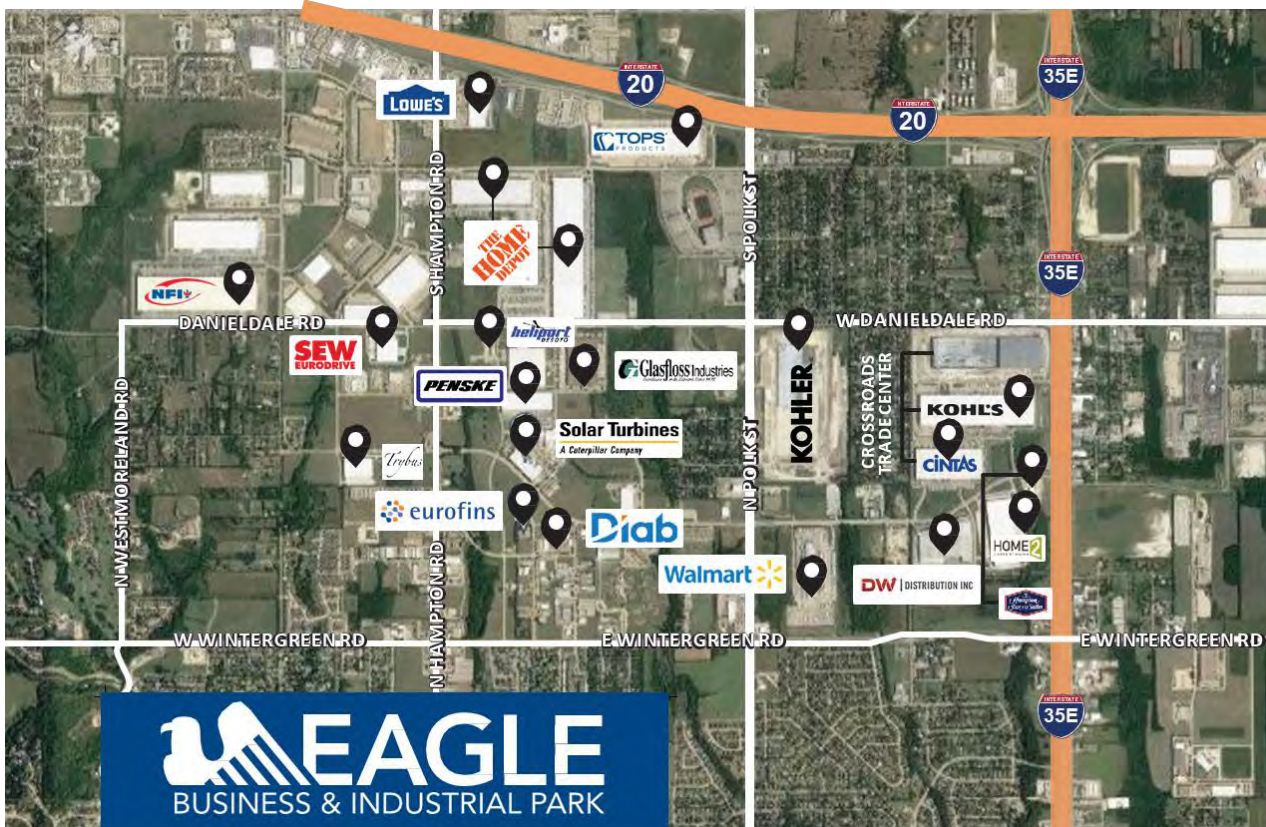 INTERSTATE
20
INTERSTATE
35E
LOWE'S
INTERSTATE
20
TOPS
PRODUCTS
S HAMPTON RD
S POLK ST
THE
HOME
DEPOT
INTERSTATE
35E
NFI
DANIELDALE RD
W DANIELDALE RD
heliport
DESOTO
SEW
EURODRIVE
Glasfloss Industries
PENSKE
KOHLER
CROSSROADS
TRADE CENTER
KOHL'S
N WESTMORELAND RD
Solar Turbines
A Caterpillar Company
Trybus
CINTAS
N POLK ST
eurofins
Diab
HOME2
Walmart
DW | DISTRIBUTION INC
Hampton
N HAMPTON RD
W WINTERGREEN RD
E WINTERGREEN RD
E WINTERGREEN RD
INTERSTATE
35E
EAGLE
BUSINESS & INDUSTRIAL PARK